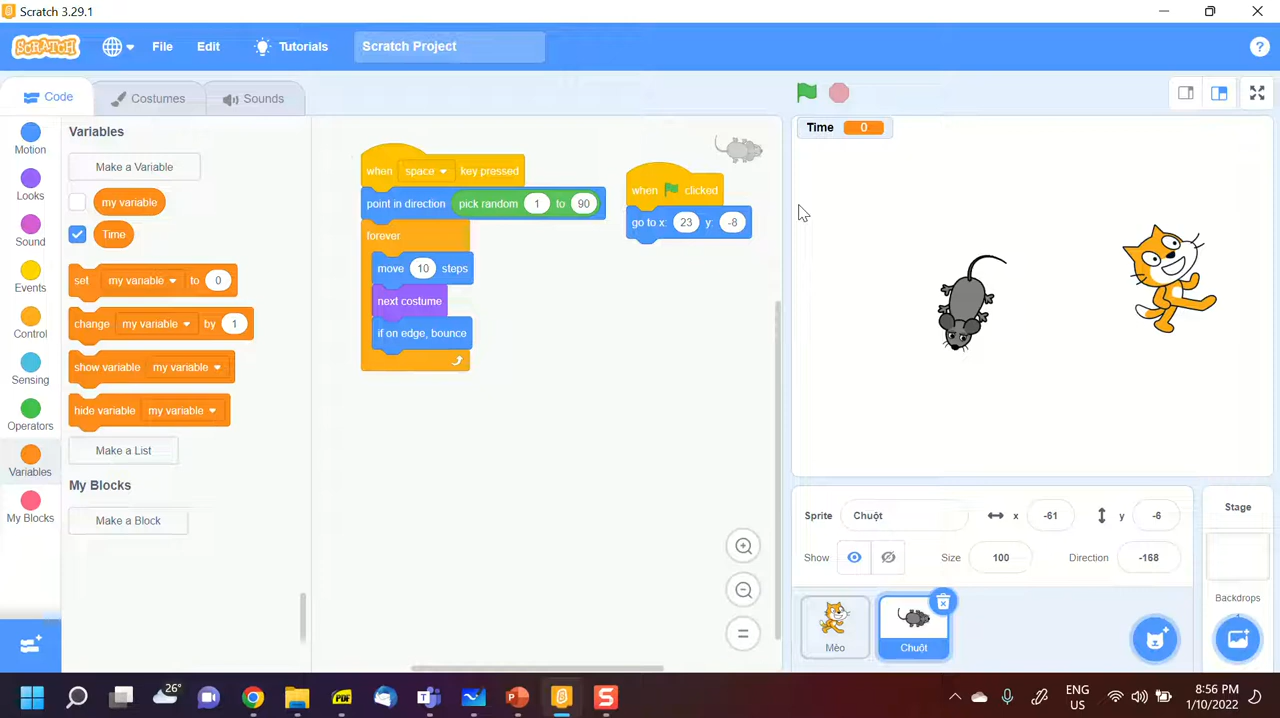 Scratch 3.29.1
SCRATCH
File
Edit
Tutorials
Scratch Project
?
Code
Costumes
Sounds
Motion
Looks
Sound
Events
Control
Sensing
Operators
Variables
My Blocks
Variables
Make a Variable
my variable
Time
set my variable to 0
change my variable by 1
show variable my variable
hide variable my variable
Make a List
My Blocks
Make a Block
when space key pressed
point in direction pick random 1 to 90
forever
move 10 steps
next costume
if on edge, bounce
when clicked
go to x: 23 y: -8
Time 0
Sprite Chuột x -61 y -6
Show Size 100 Direction -168
Mèo
Chuột
Stage
Backdrops
26°
ENG
US
8:56 PM
1/10/2022